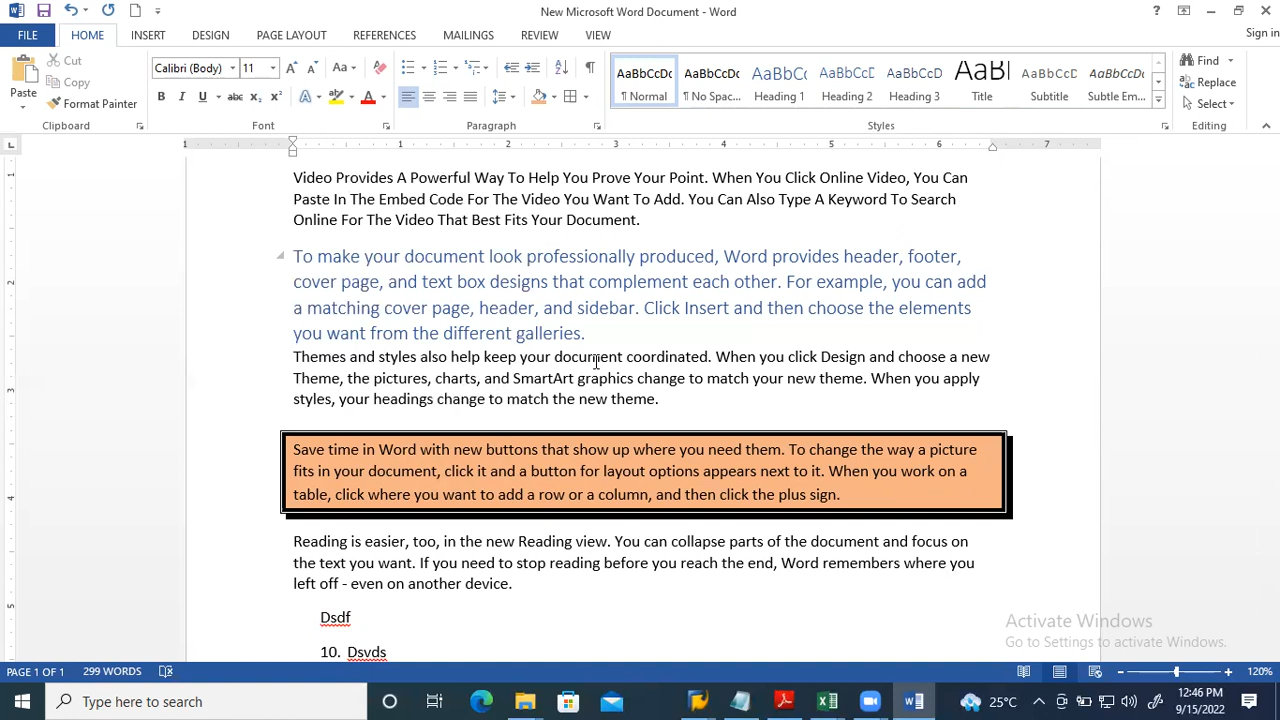 New Microsoft Word Document - Word
FILE HOME INSERT DESIGN PAGE LAYOUT REFERENCES MAILINGS REVIEW VIEW Sign in
Paste Cut Copy Format Painter Clipboard
Calibri (Body) 11 Font
Paragraph
AaBbCcDc ¶ Normal
AaBbCcDc ¶ No Spac...
AaBbCc Heading 1
AaBbCcD Heading 2
AaBbCcD Heading 3
AaBI Title
AaBbCcD Subtitle
AaBbCcDc Subtle Em...
Styles
Find Replace Select Editing
1 1 2 3 4 5 6 7
Video Provides A Powerful Way To Help You Prove Your Point. When You Click Online Video, You Can
Paste In The Embed Code For The Video You Want To Add. You Can Also Type A Keyword To Search
Online For The Video That Best Fits Your Document.
To make your document look professionally produced, Word provides header, footer,
cover page, and text box designs that complement each other. For example, you can add
a matching cover page, header, and sidebar. Click Insert and then choose the elements
you want from the different galleries.
Themes and styles also help keep your document coordinated. When you click Design and choose a new
Theme, the pictures, charts, and SmartArt graphics change to match your new theme. When you apply
styles, your headings change to match the new theme.
Save time in Word with new buttons that show up where you need them. To change the way a picture
fits in your document, click it and a button for layout options appears next to it. When you work on a
table, click where you want to add a row or a column, and then click the plus sign.
Reading is easier, too, in the new Reading view. You can collapse parts of the document and focus on
the text you want. If you need to stop reading before you reach the end, Word remembers where you
left off - even on another device.
Dsdf
10. Dsvds
Activate Windows
Go to Settings to activate Windows.
PAGE 1 OF 1 299 WORDS 120%
Type here to search 25°C 12:46 PM
9/15/2022